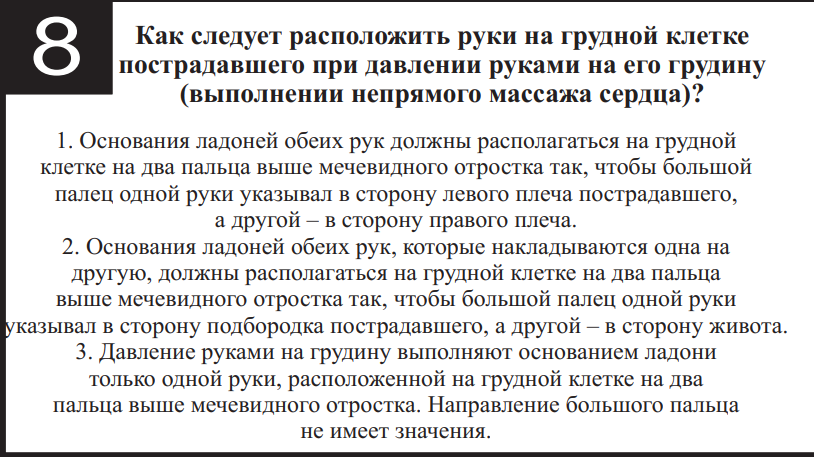 8
Как следует расположить руки на грудной клетке
пострадавшего при давлении руками на его грудину
(выполнении непрямого массажа сердца)?
1. Основания ладоней обеих рук должны располагаться на грудной
клетке на два пальца выше мечевидного отростка так, чтобы большой
палец одной руки указывал в сторону левого плеча пострадавшего,
а другой – в сторону правого плеча.
2. Основания ладоней обеих рук, которые накладываются одна на
другую, должны располагаться на грудной клетке на два пальца
выше мечевидного отростка так, чтобы большой палец одной руки
указывал в сторону подбородка пострадавшего, а другой – в сторону живота.
3. Давление руками на грудину выполняют основанием ладони
только одной руки, расположенной на грудной клетке на два
пальца выше мечевидного отростка. Направление большого пальца
не имеет значения.